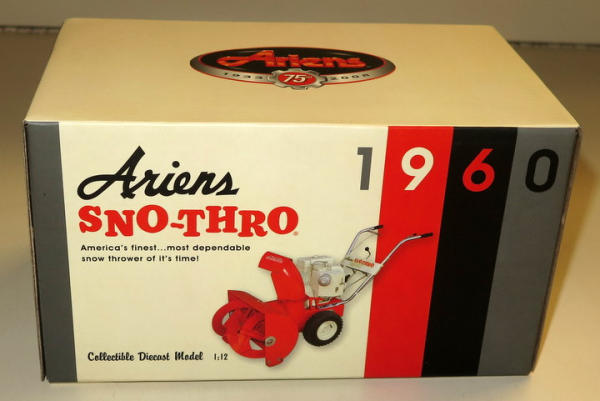 Ariens
1933 75th 2008
Ariens
SNO-THRO®
America's finest...most dependable
snow thrower of it's time!
1960
Collectible Diecast Model 1:12